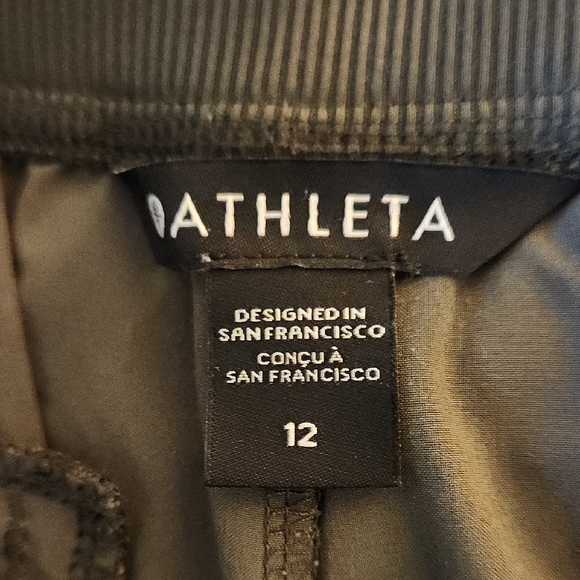 ATHLETA
DESIGNED IN
SAN FRANCISCO
CONÇU À
SAN FRANCISCO
12